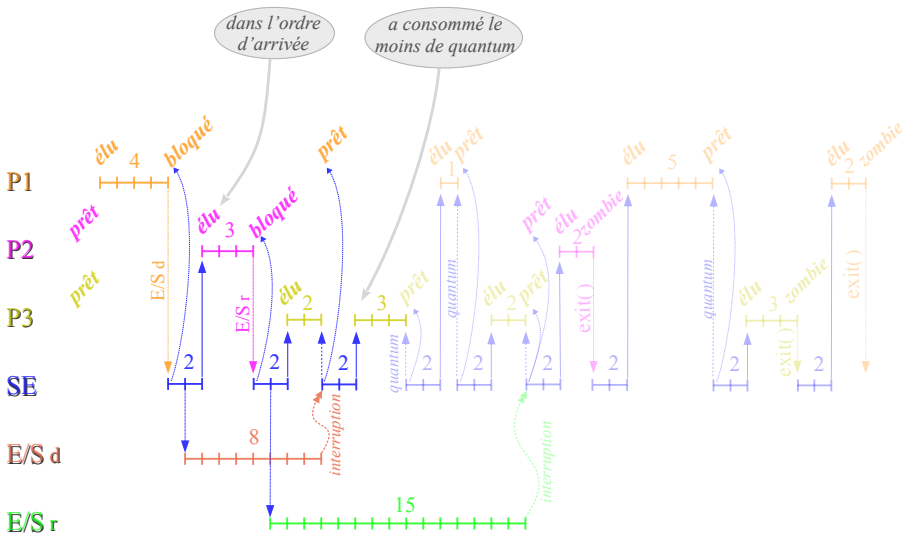 dans l’ordre
d’arrivée
a consommé le
moins de quantum
P1
élu
4
bloqué
prêt
élu
1
prêt
élu
5
prêt
élu
2
zombie
P2
prêt
élu
3
bloqué
prêt
élu
2
zombie
P3
prêt
élu
2
3
prêt
élu
2
prêt
élu
3
zombie
E/S d
E/S r
quantum
quantum
exit()
quantum
exit()
exit()
SE
2
2
2
2
2
2
2
2
2
E/S d
8
interruption
interruption
E/S r
15